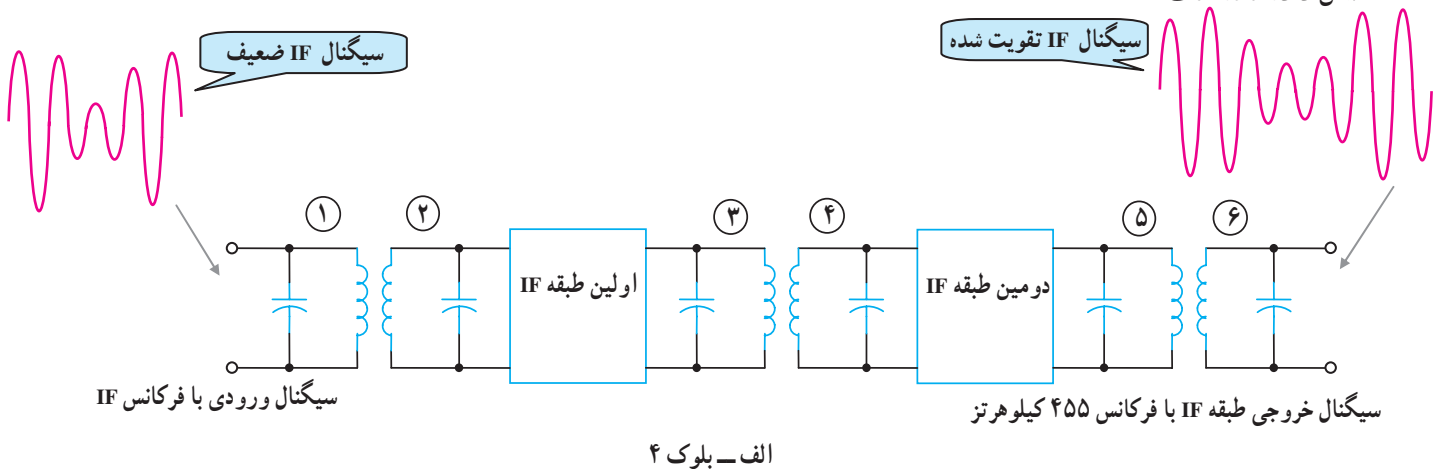 سیگنال IF تقویت شده
سیگنال IF ضعیف
۱
۲
۳
۴
۵
۶
اولین طبقه IF
دومین طبقه IF
سیگنال ورودی با فرکانس IF
سیگنال خروجی طبقه IF با فرکانس ۴۵۵ کیلوهرتز
الف ــ بلوک ۴